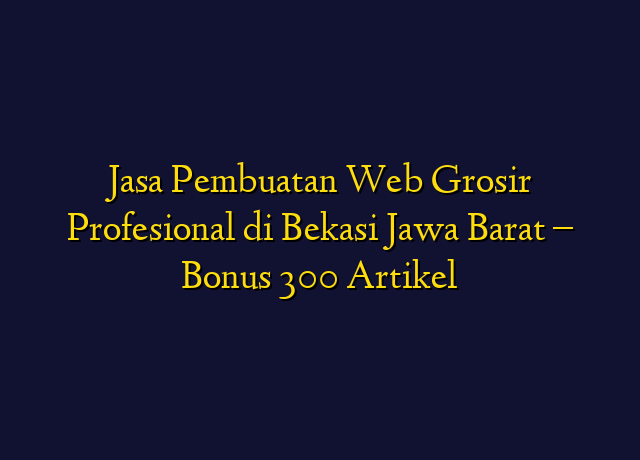 Jasa Pembuatan Web Grosir
Profesional di Bekasi Jawa Barat –
Bonus 300 Artikel